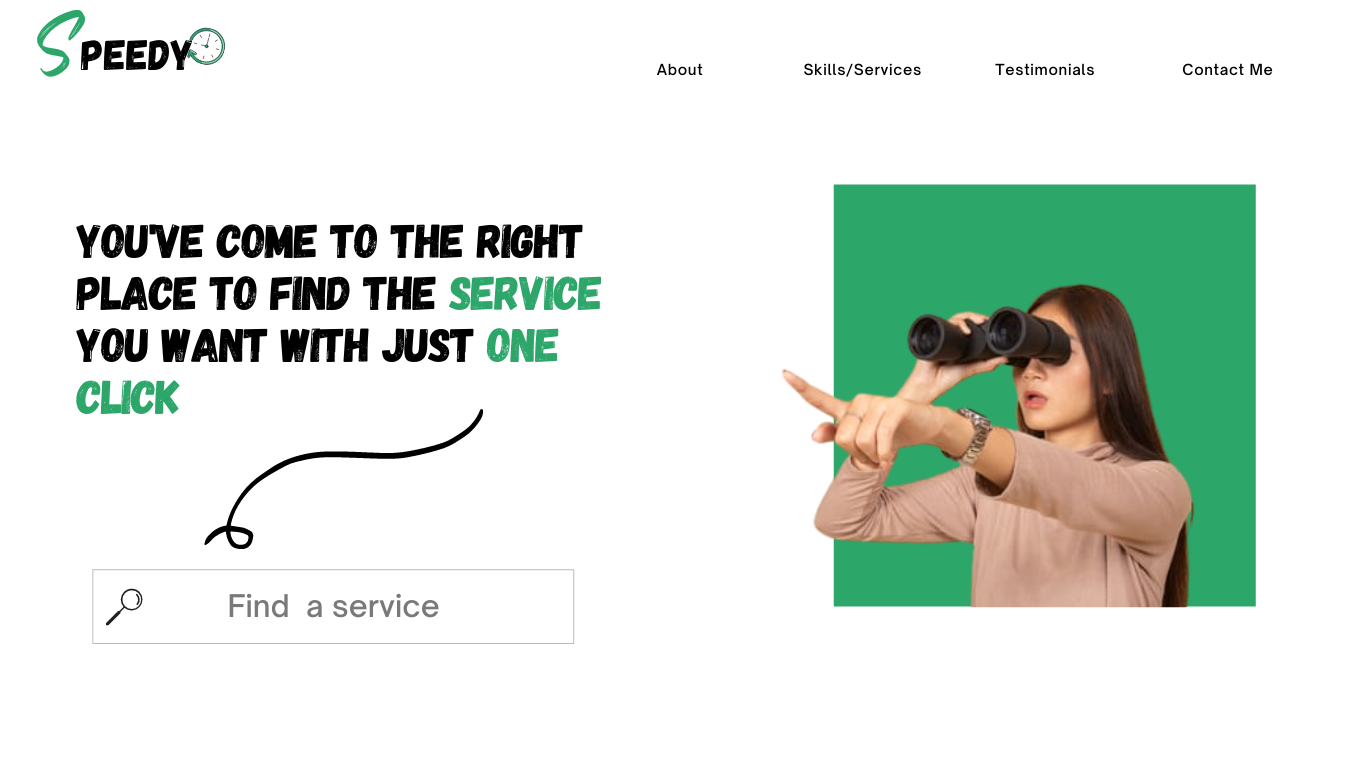 SPEEDY
About
Skills/Services
Testimonials
Contact Me
YOU'VE COME TO THE RIGHT
PLACE TO FIND THE SERVICE
YOU WANT WITH JUST ONE
CLICK
Find  a service